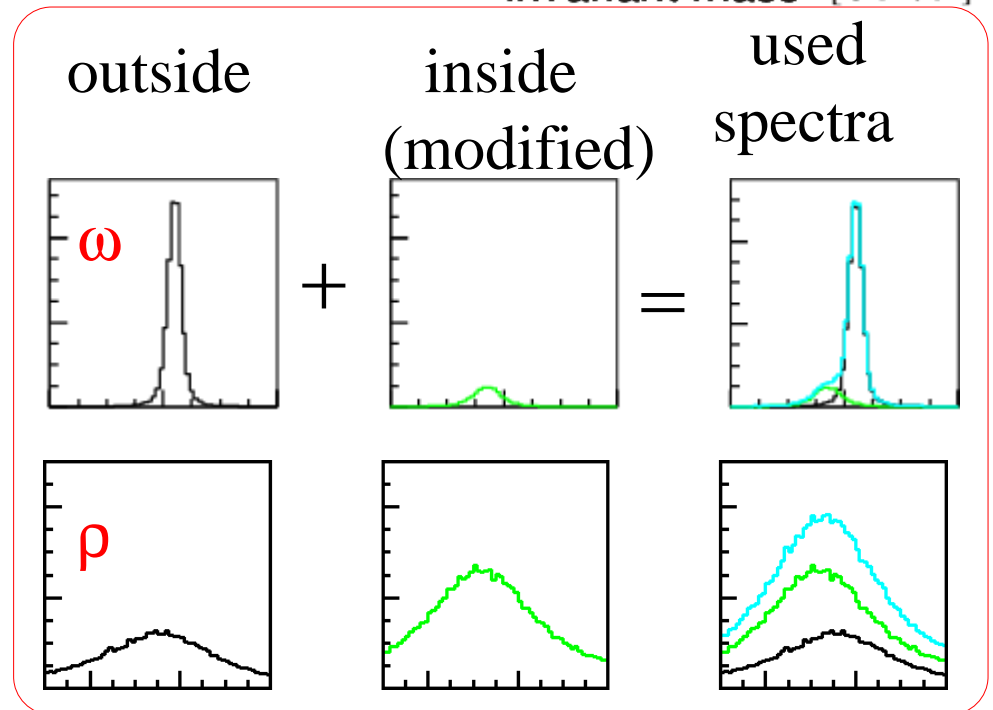 outside
inside
(modified)
used
spectra
ω
+
=
ρ